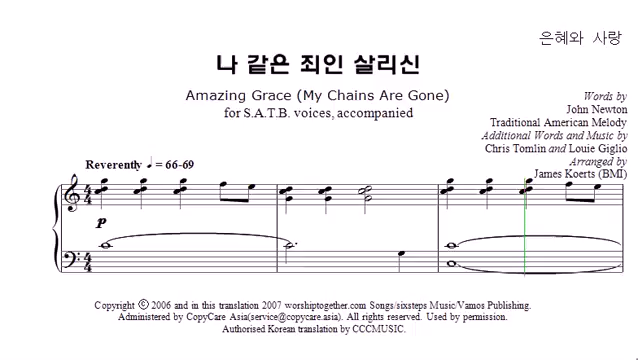 은혜와 사랑
나 같은 죄인 살리신
Amazing Grace (My Chains Are Gone)
for S.A.T.B. voices, accompanied
Words by
John Newton
Traditional American Melody
Additional Words and Music by
Chris Tomlin and Louie Giglio
Arranged by
James Koerts (BMI)
Reverently ♩ = 66-69
p
Copyright © 2006 and in this translation 2007 worshiptogether.com Songs/sixsteps Music/Vamos Publishing.
Administered by CopyCare Asia(service@copycare.asia). All rights reserved. Used by permission.
Authorised Korean translation by CCCMUSIC.